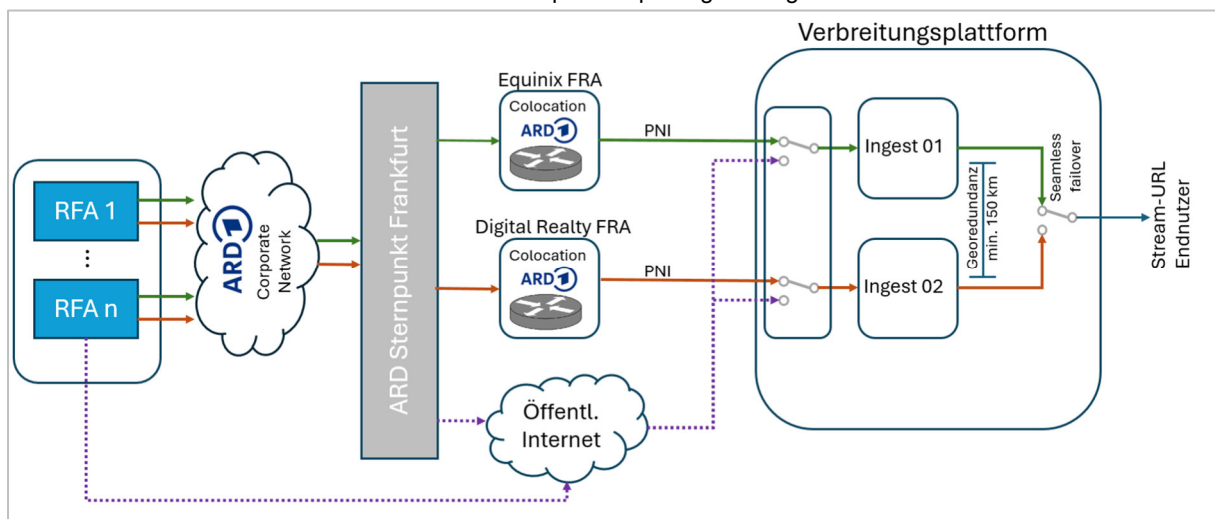 Verbreitungsplattform
Equinix FRA
Colocation
ARD
PNI
Ingest 01
RFA 1
...
RFA n
ARD
Corporate
Network
ARD Sternpunkt Frankfurt
Digital Realty FRA
Colocation
ARD
PNI
Ingest 02
Georedundanz
min. 150 km
Seamless
failover
Stream-URL
Endnutzer
Öffentl.
Internet